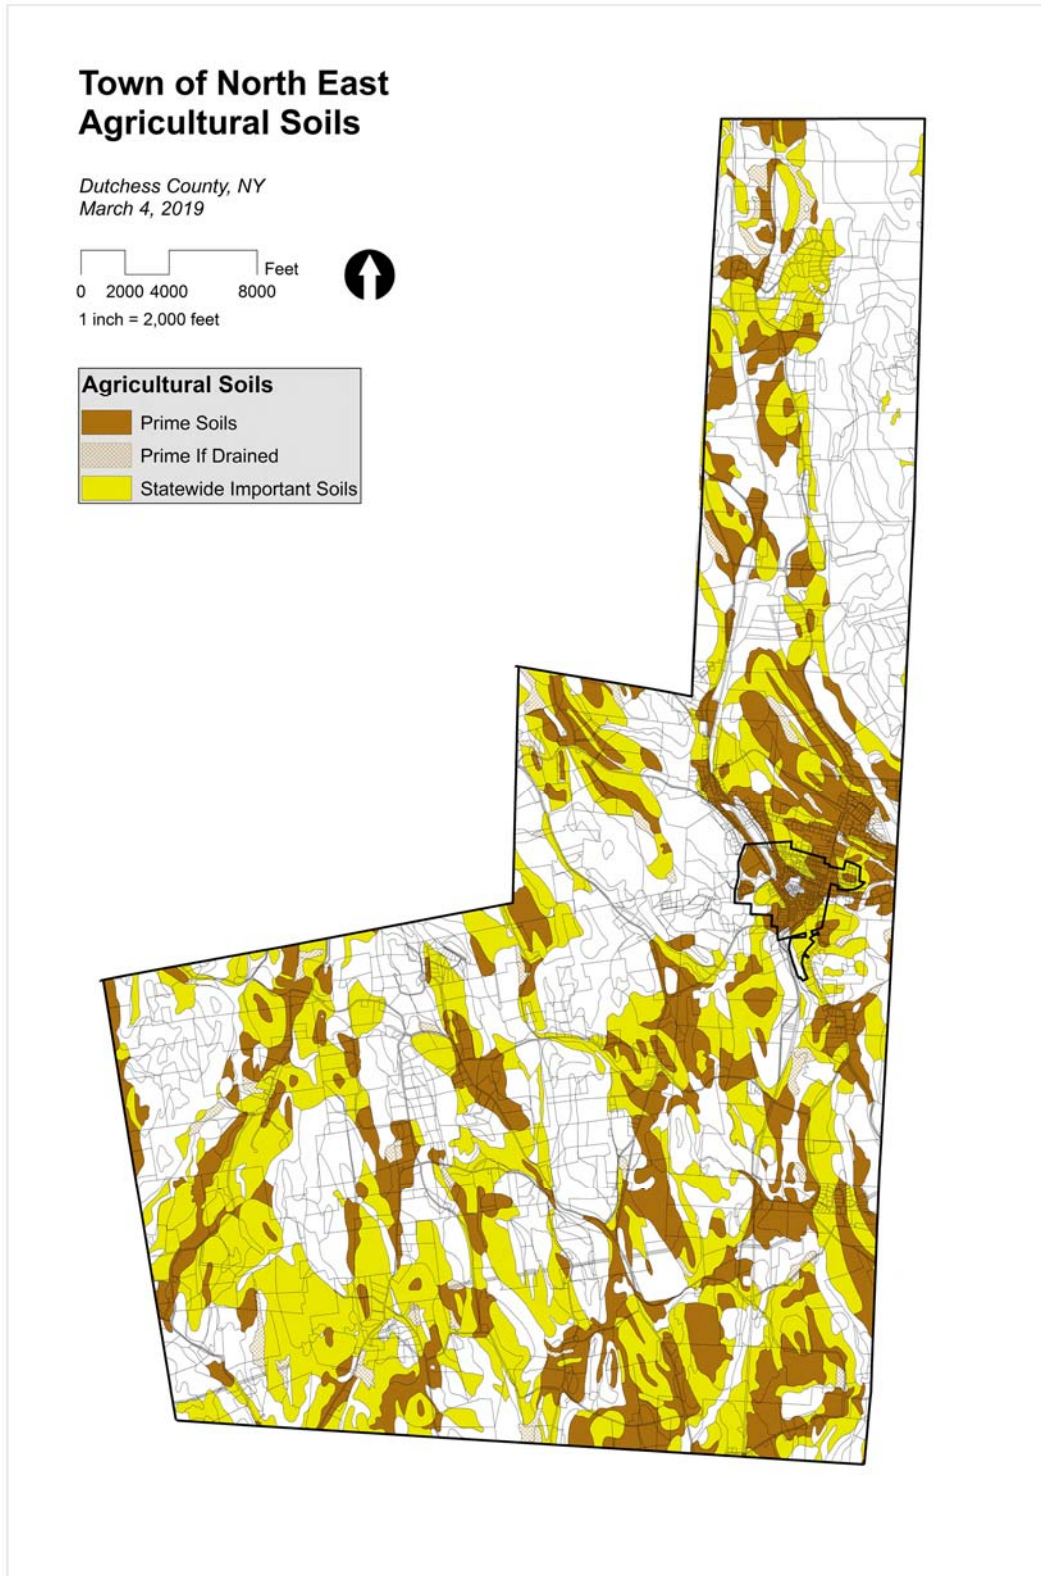 Town of North East
Agricultural Soils
Dutchess County, NY
March 4, 2019
Feet
0 2000 4000 8000
1 inch = 2,000 feet
Agricultural Soils
Prime Soils
Prime If Drained
Statewide Important Soils